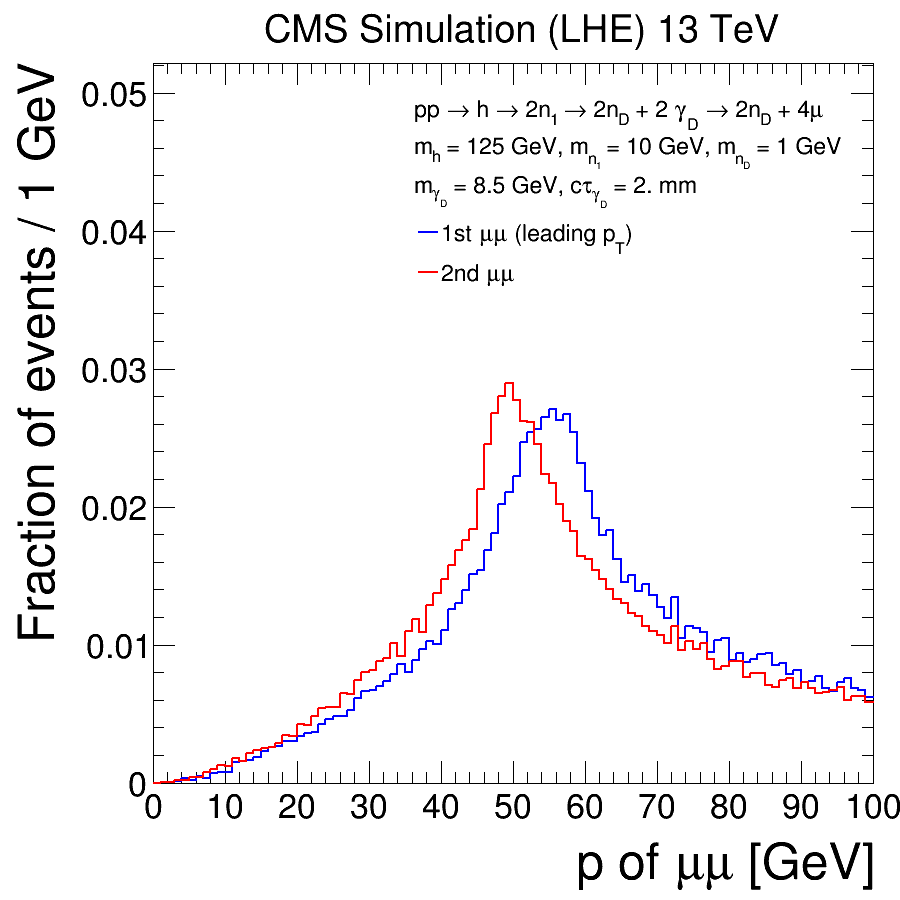 CMS Simulation (LHE) 13 TeV
Fraction of events / 1 GeV
0.05
0.04
0.03
0.02
0.01
0
pp → h → 2n₁ → 2n_D + 2 γ_D → 2n_D + 4μ
m_h = 125 GeV, m_n₁ = 10 GeV, m_n_D = 1 GeV
m_γ_D = 8.5 GeV, cτ_γ_D = 2. mm
1st μμ (leading p_T)
2nd μμ
0 10 20 30 40 50 60 70 80 90 100
p of μμ [GeV]